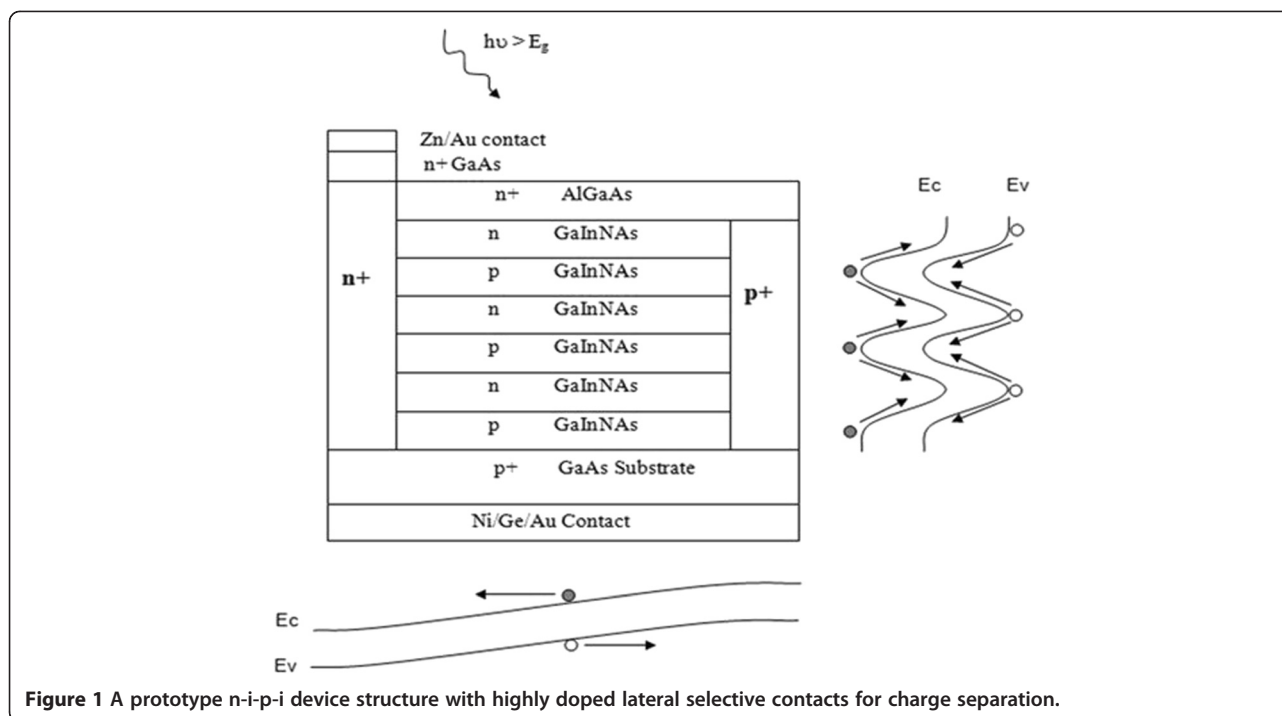 hυ > Eg
Zn/Au contact
n+ GaAs
n+ AlGaAs
n GaInNAs
p GaInNAs
n GaInNAs
p GaInNAs
n GaInNAs
p GaInNAs
n+
p+
p+ GaAs Substrate
Ni/Ge/Au Contact
Ec Ev
Ec
Ev
Figure 1 A prototype n-i-p-i device structure with highly doped lateral selective contacts for charge separation.